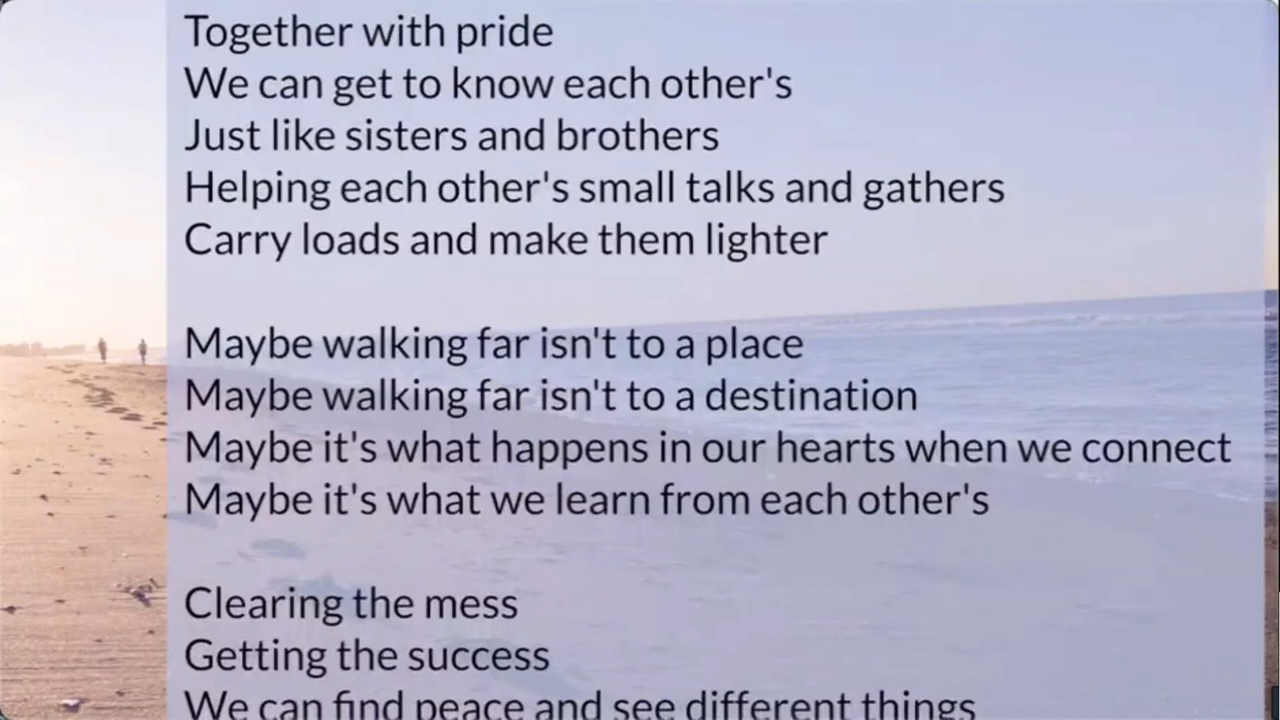 Together with pride
We can get to know each other's
Just like sisters and brothers
Helping each other's small talks and gathers
Carry loads and make them lighter
Maybe walking far isn't to a place
Maybe walking far isn't to a destination
Maybe it's what happens in our hearts when we connect
Maybe it's what we learn from each other's
Clearing the mess
Getting the success
We can find peace and see different things